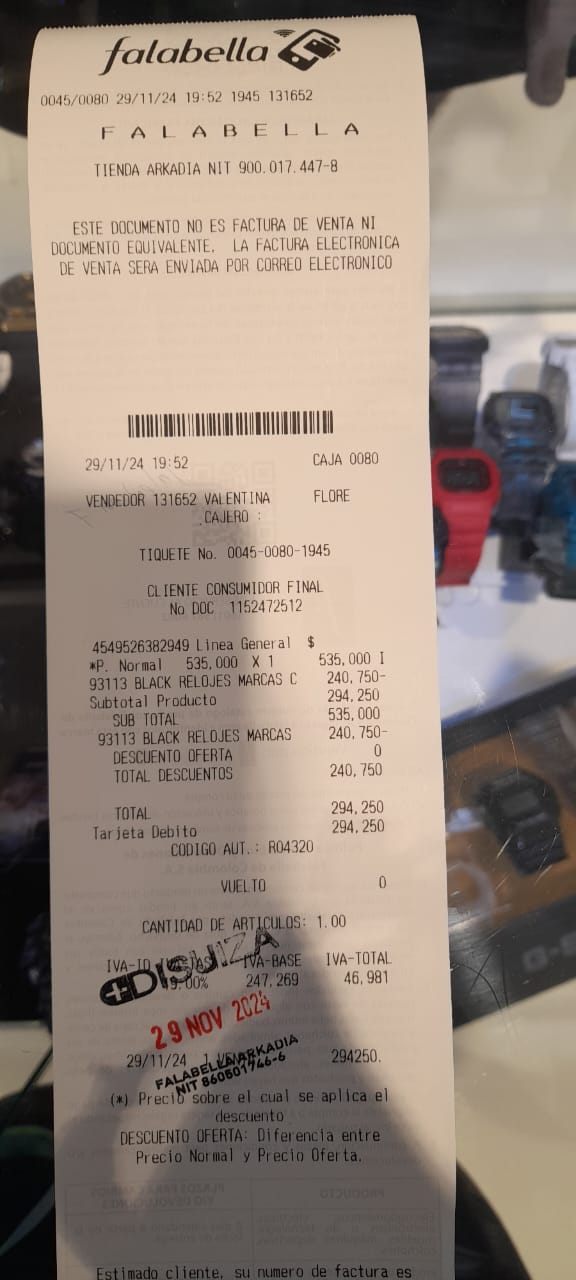 falabella
0045/0080 29/11/24 19:52 1945 131652
F A L A B E L L A
TIENDA ARKADIA NIT 900.017.447-8
ESTE DOCUMENTO NO ES FACTURA DE VENTA NI
DOCUMENTO EQUIVALENTE. LA FACTURA ELECTRONICA
DE VENTA SERA ENVIADA POR CORREO ELECTRONICO
29/11/24 19:52 CAJA 0080
VENDEDOR 131652 VALENTINA FLORE
CAJERO :
TIQUETE No. 0045-0080-1945
CLIENTE CONSUMIDOR FINAL
No DOC 1152472512
4549526382949 Linea General $
*P. Normal 535,000 X 1 535,000 I
93113 BLACK RELOJES MARCAS C 240,750-
Subtotal Producto 294,250
SUB TOTAL 535,000
93113 BLACK RELOJES MARCAS 240,750-
DESCUENTO OFERTA 0
TOTAL DESCUENTOS 240,750
TOTAL 294,250
Tarjeta Debito 294,250
CODIGO AUT.: R04320
VUELTO 0
CANTIDAD DE ARTICULOS: 1.00
IVA-ID IVA-BASE IVA-TOTAL
19.00% 247,269 46,981
DISUIZA
29 NOV 2024
29/11/24 294250.
FALABELLA ARKADIA
NIT 860501746-6
(*) Precio sobre el cual se aplica el
descuento
DESCUENTO OFERTA: Diferencia entre
Precio Normal y Precio Oferta.
PRODUCTO
Estimado cliente, su numero de factura es